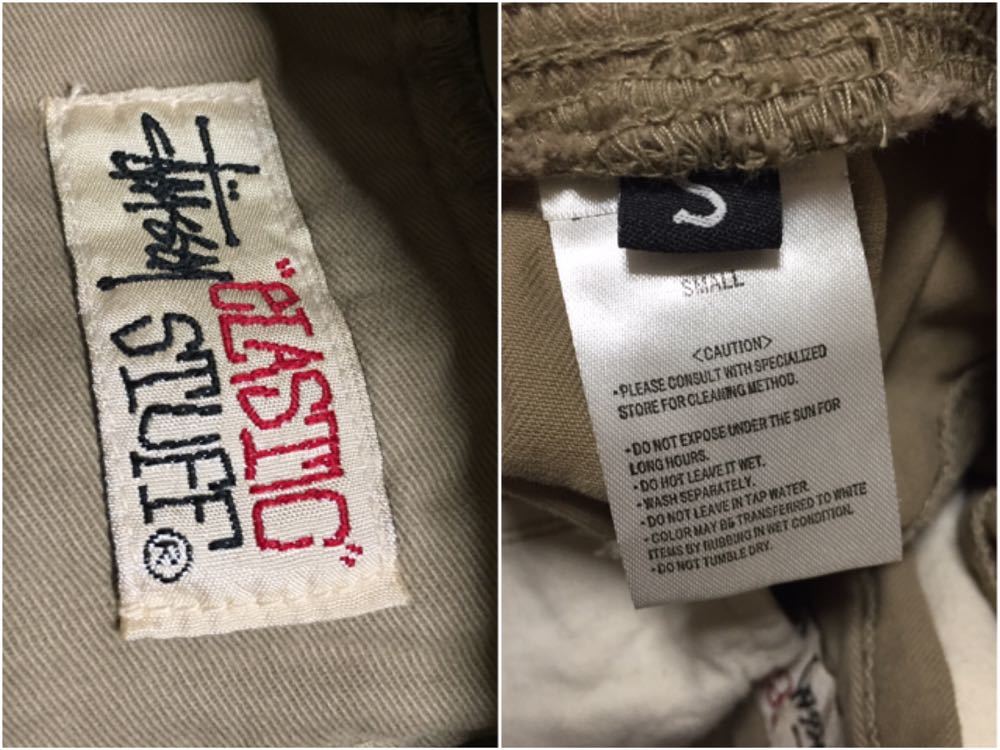 Stüssy
"ELASTIC"
STUFF®
S
SMALL
<CAUTION>
•PLEASE CONSULT WITH SPECIALIZED
STORE FOR CLEANING METHOD.
•DO NOT EXPOSE UNDER THE SUN FOR
LONG HOURS.
•DO NOT LEAVE IT WET.
•WASH SEPARATELY.
•DO NOT LEAVE IN TAP WATER.
•COLOR MAY BE TRANSFERRED TO WHITE
ITEMS BY RUBBING IN WET CONDITION.
•DO NOT TUMBLE DRY.